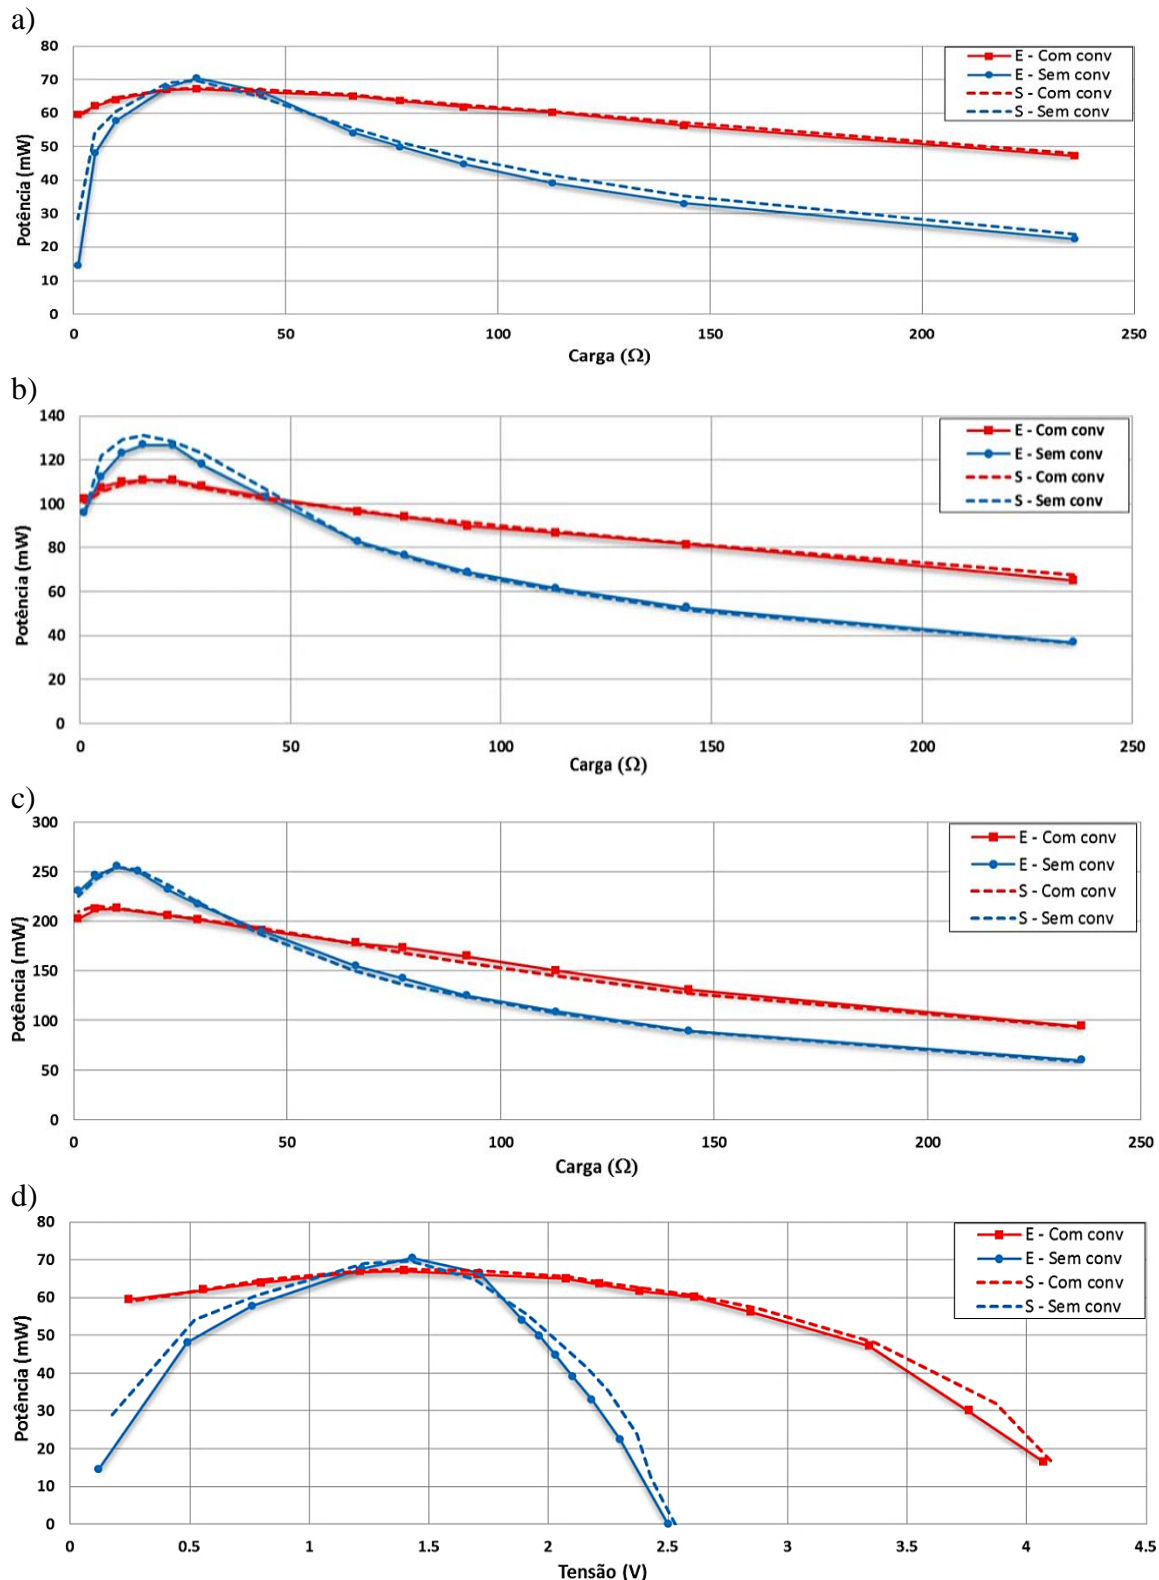 a)
80
70
60
50
40
30
20
10
0
Potência (mW)
0 50 100 150 200 250
Carga (Ω)
E - Com conv
E - Sem conv
S - Com conv
S - Sem conv
b)
140
120
100
80
60
40
20
0
Potência (mW)
0 50 100 150 200 250
Carga (Ω)
E - Com conv
E - Sem conv
S - Com conv
S - Sem conv
c)
300
250
200
150
100
50
0
Potência (mW)
0 50 100 150 200 250
Carga (Ω)
E - Com conv
E - Sem conv
S - Com conv
S - Sem conv
d)
80
70
60
50
40
30
20
10
0
Potência (mW)
0 0.5 1 1.5 2 2.5 3 3.5 4 4.5
Tensão (V)
E - Com conv
E - Sem conv
S - Com conv
S - Sem conv